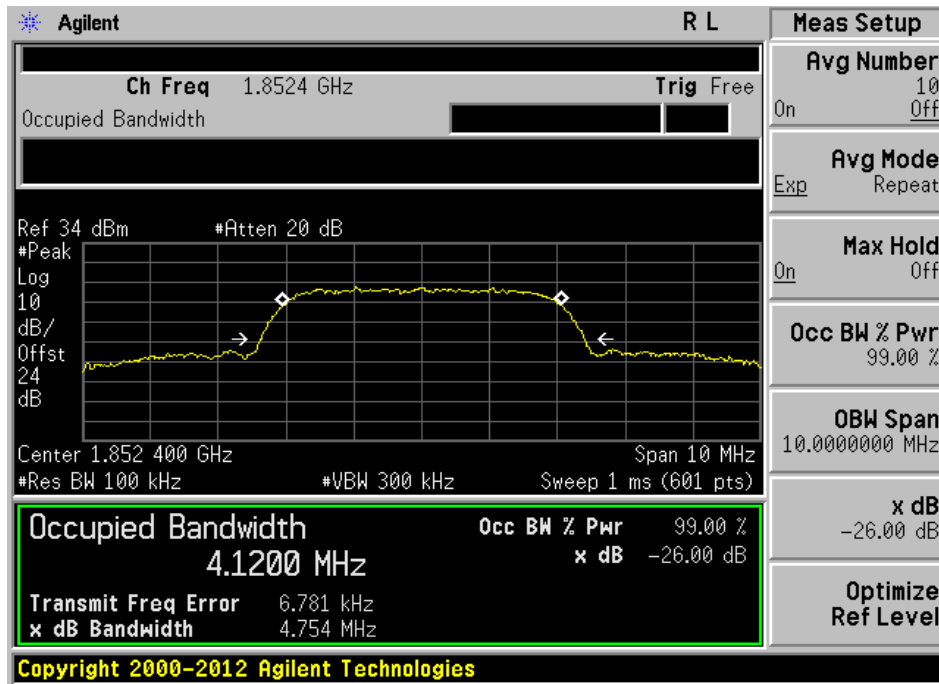 Agilent R L
Ch Freq 1.8524 GHz Trig Free
Occupied Bandwidth
Ref 34 dBm #Atten 20 dB
#Peak
Log
10
dB/
Offst
24
dB
Center 1.852 400 GHz Span 10 MHz
#Res BW 100 kHz #VBW 300 kHz Sweep 1 ms (601 pts)
Occupied Bandwidth Occ BW % Pwr 99.00 %
4.1200 MHz x dB -26.00 dB
Transmit Freq Error 6.781 kHz
x dB Bandwidth 4.754 MHz
Copyright 2000-2012 Agilent Technologies
Meas Setup
Avg Number
10
On Off
Avg Mode
Exp Repeat
Max Hold
On Off
Occ BW % Pwr
99.00 %
OBW Span
10.0000000 MHz
x dB
-26.00 dB
Optimize
Ref Level